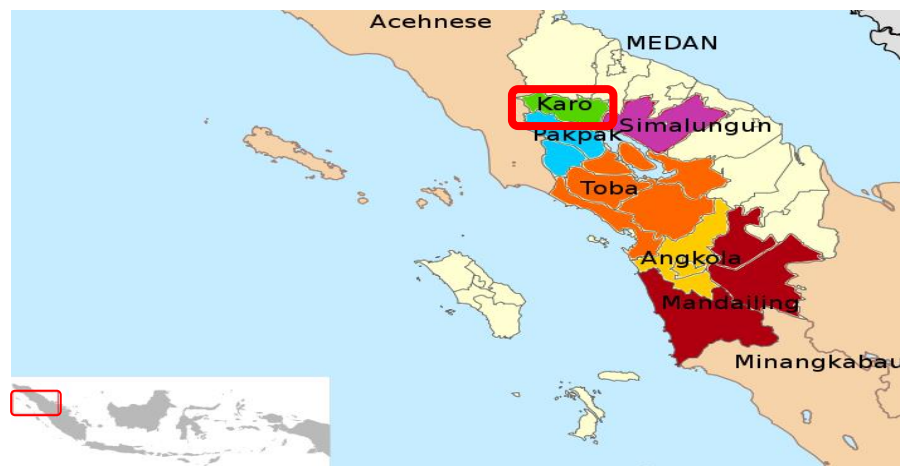 Acehnese
MEDAN
Karo
Simalungun
Pakpak
Toba
Angkola
Mandailing
Minangkabau